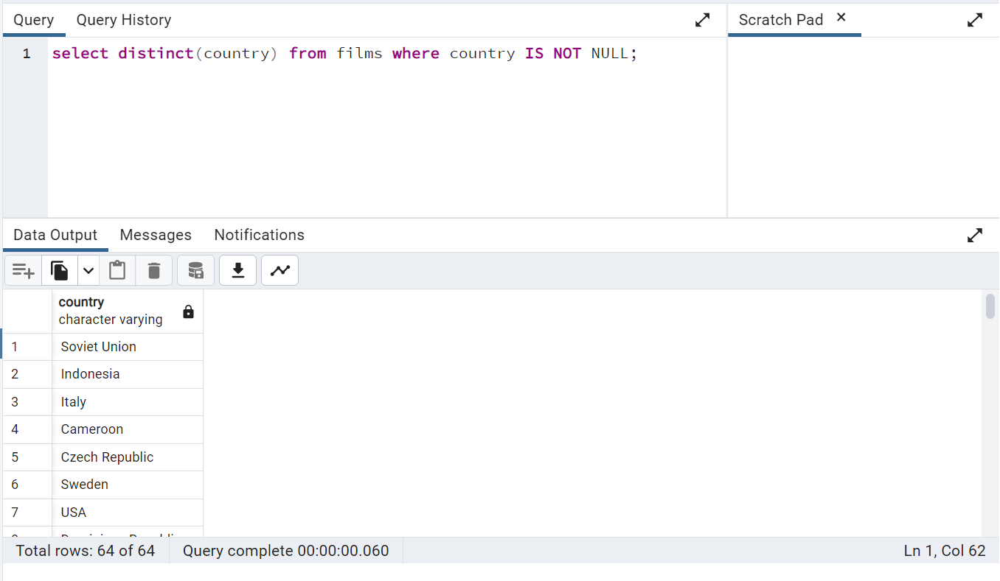 Query Query History Scratch Pad ×
1 select distinct(country) from films where country IS NOT NULL;
Data Output Messages Notifications
country
character varying
1 Soviet Union
2 Indonesia
3 Italy
4 Cameroon
5 Czech Republic
6 Sweden
7 USA
Total rows: 64 of 64 Query complete 00:00:00.060 Ln 1, Col 62